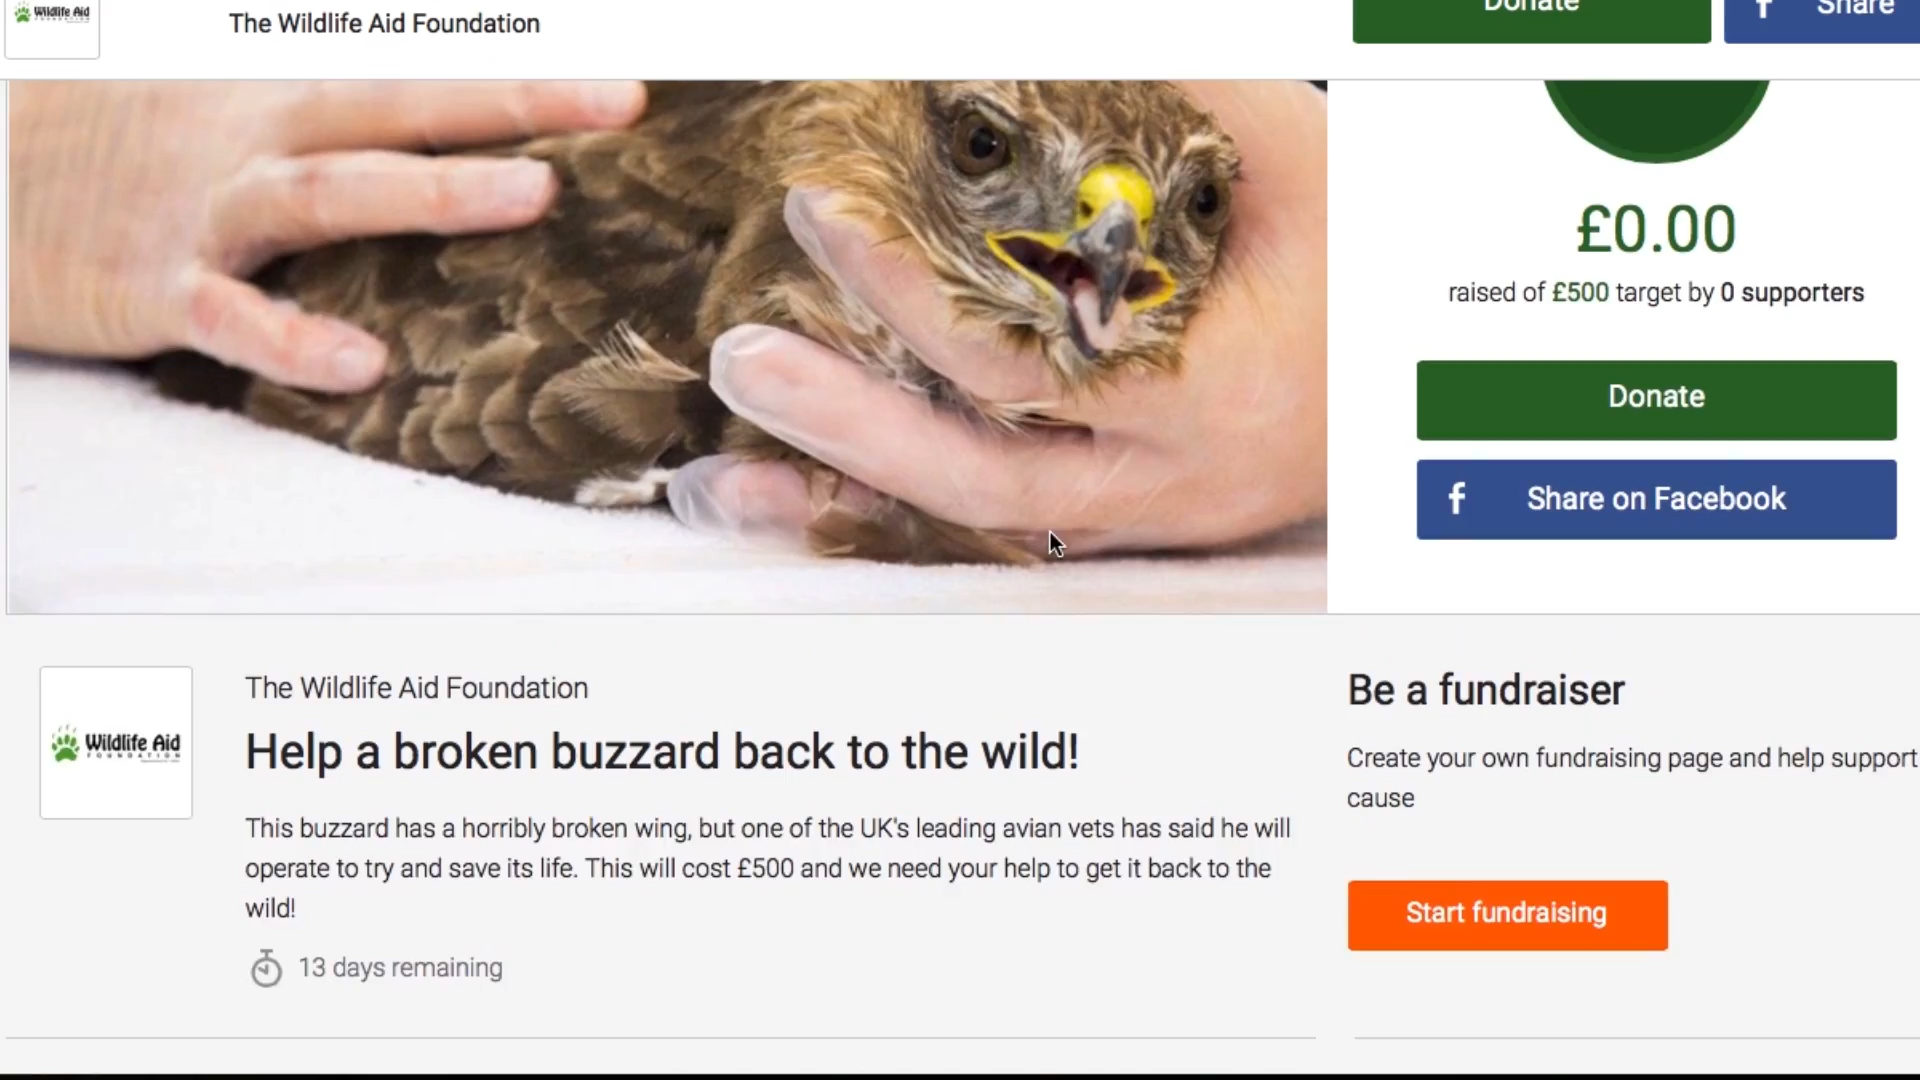 Wildlife Aid
The Wildlife Aid Foundation
Donate
f Share
£0.00
raised of £500 target by 0 supporters
Donate
f Share on Facebook
Wildlife Aid
FOUNDATION
The Wildlife Aid Foundation
Help a broken buzzard back to the wild!
This buzzard has a horribly broken wing, but one of the UK's leading avian vets has said he will
operate to try and save its life. This will cost £500 and we need your help to get it back to the
wild!
13 days remaining
Be a fundraiser
Create your own fundraising page and help support
cause
Start fundraising